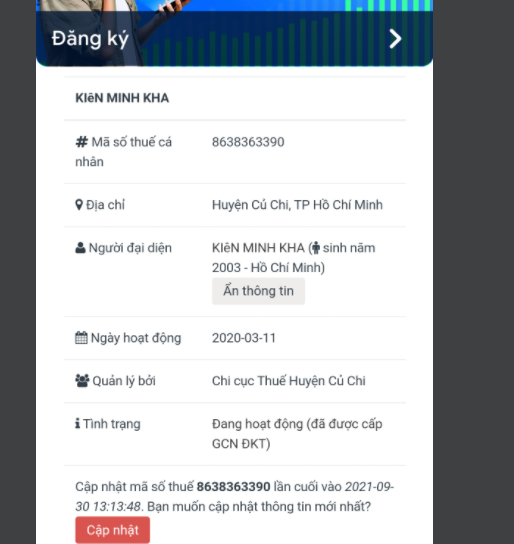 Đăng ký
KIêN MINH KHA
Mã số thuế cá
nhân
8638363390
Địa chỉ
Huyện Củ Chi, TP Hồ Chí Minh
Người đại diện
KIêN MINH KHA ( sinh năm
2003 - Hồ Chí Minh)
Ẩn thông tin
Ngày hoạt động
2020-03-11
Quản lý bởi
Chi cục Thuế Huyện Củ Chi
Tình trạng
Đang hoạt động (đã được cấp
GCN ĐKT)
Cập nhật mã số thuế 8638363390 lần cuối vào 2021-09-
30 13:13:48. Bạn muốn cập nhật thông tin mới nhất?
Cập nhật